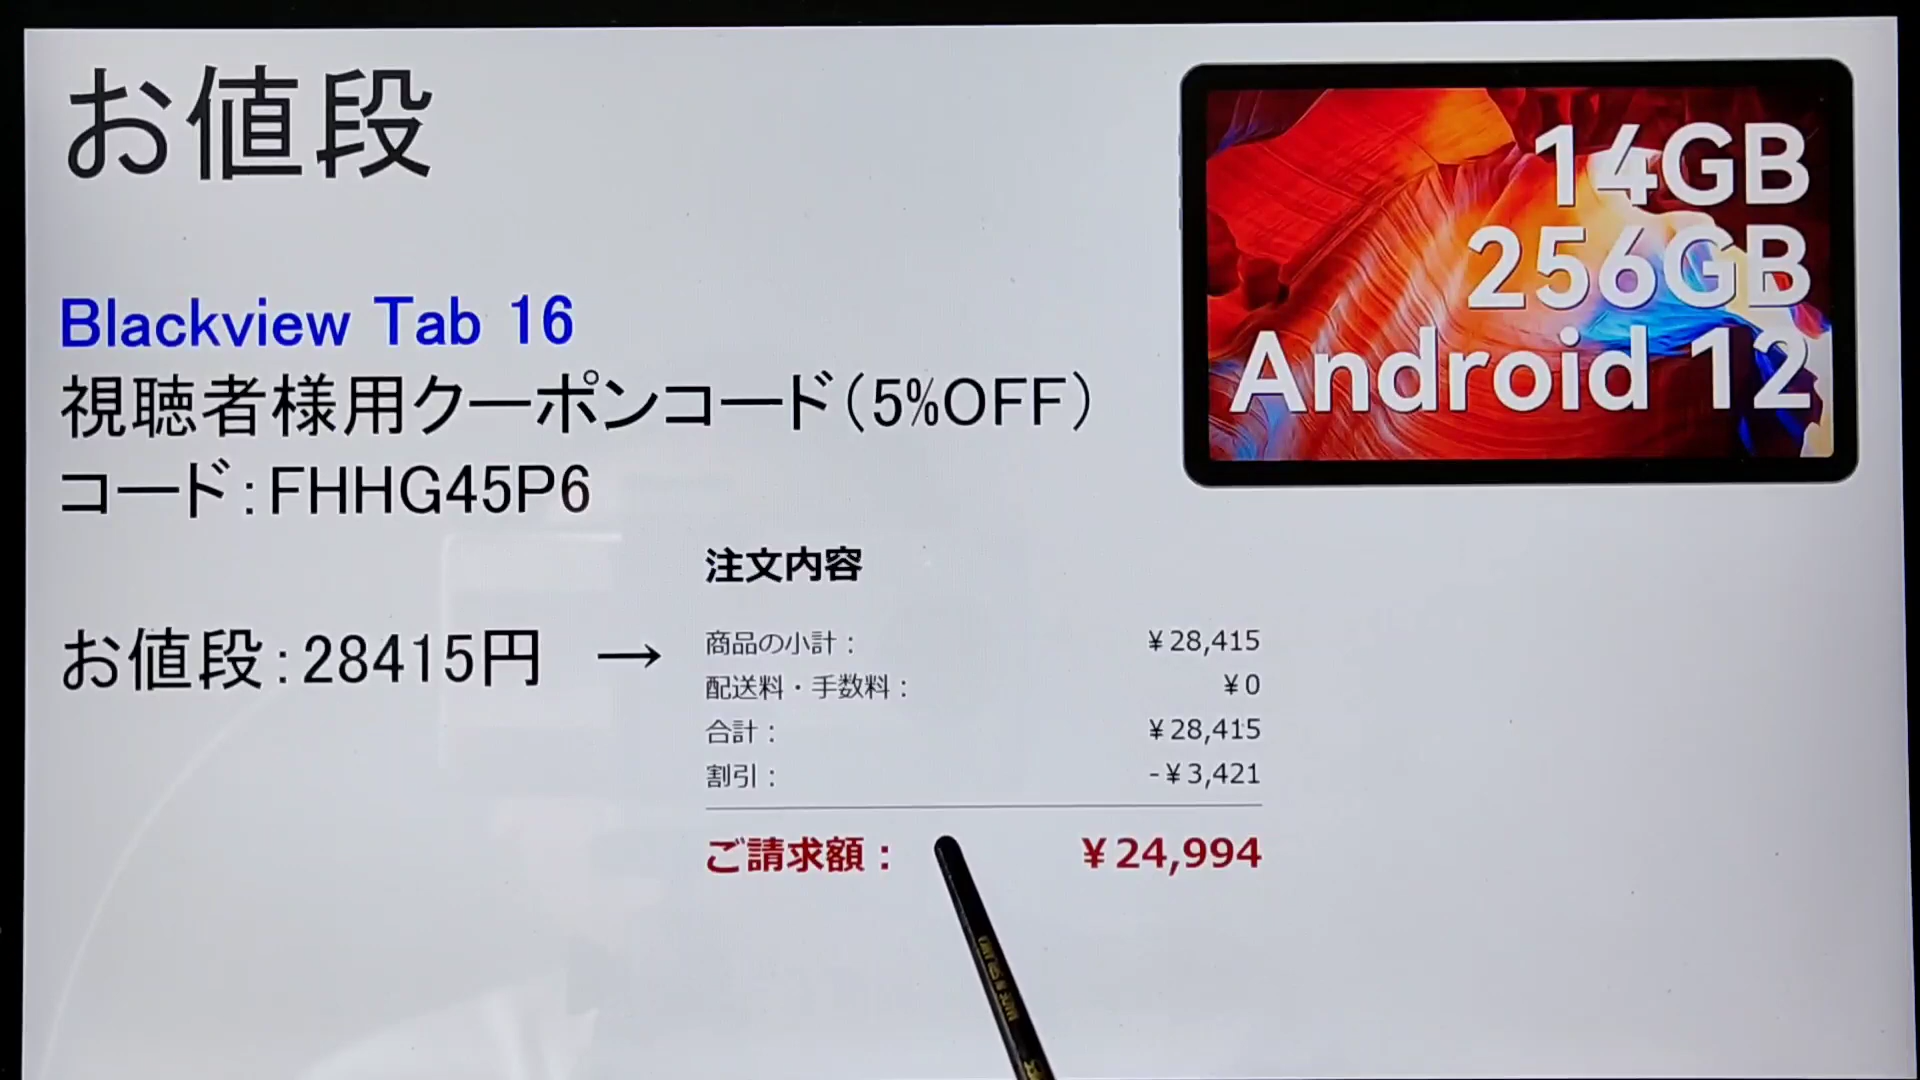 お値段
14GB
256GB
Android 12
Blackview Tab 16
視聴者様用クーポンコード(5%OFF)
コード:FHHG45P6
注文内容
お値段:28415円 →
商品の小計: ¥28,415
配送料・手数料: ¥0
合計: ¥28,415
割引: -¥3,421
ご請求額: ¥24,994